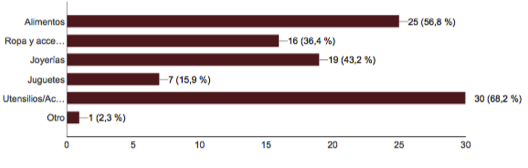 Alimentos 25 (56,8 %)
Ropa y acce... 16 (36,4 %)
Joyerías 19 (43,2 %)
Juguetes 7 (15,9 %)
Utensilios/Ac... 30 (68,2 %)
Otro 1 (2,3 %)
0 5 10 15 20 25 30